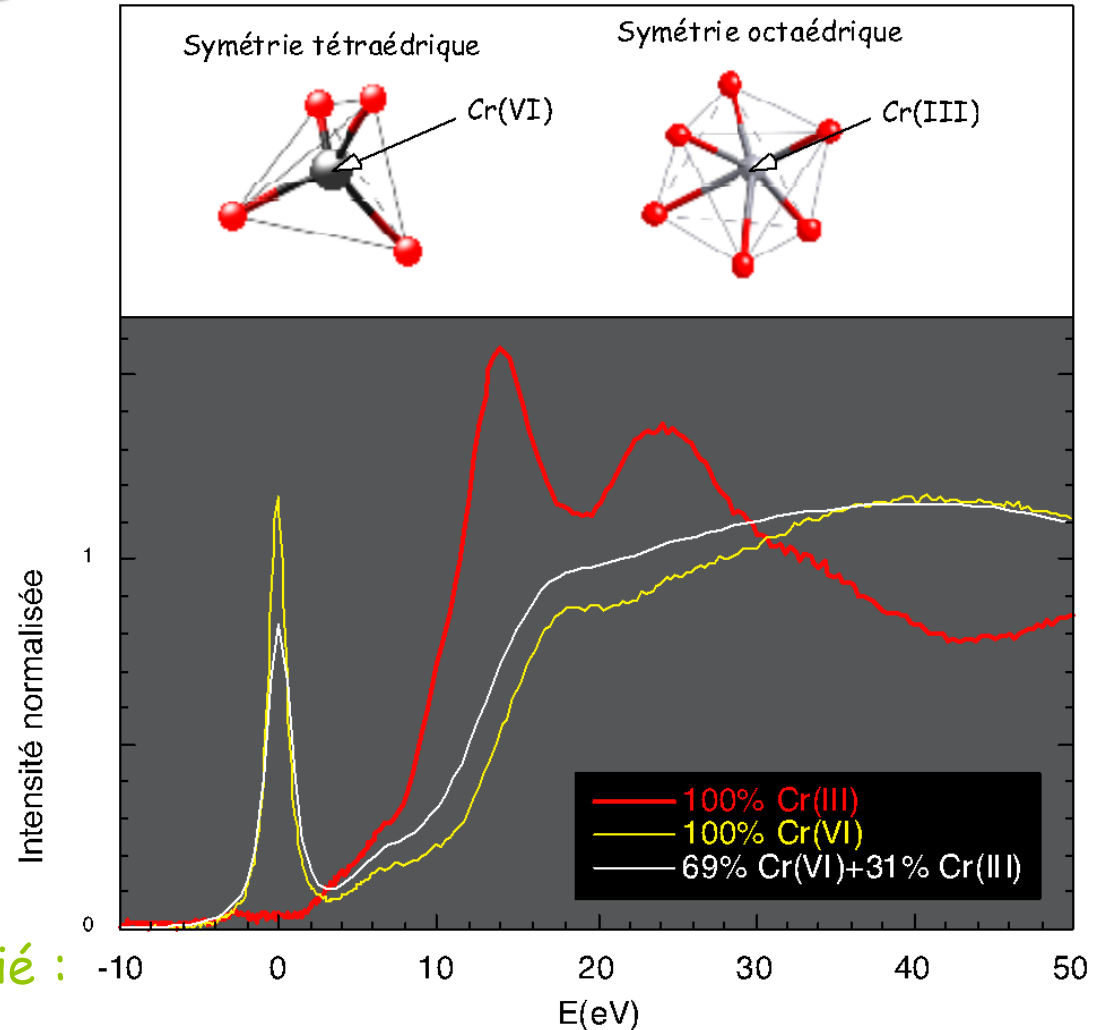 Symétrie tétraédrique
Symétrie octaédrique
Cr(VI)
Cr(III)
Intensité normalisée
1
0
100% Cr(III)
100% Cr(VI)
69% Cr(VI)+31% Cr(III)
ié :
-10 0 10 20 30 40 50
E(eV)